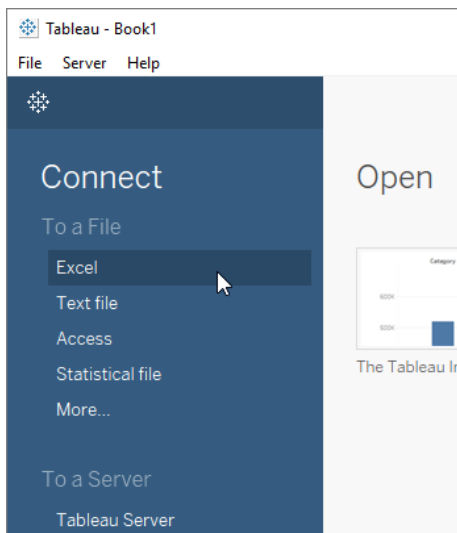 Tableau - Book1
File Server Help
Connect
To a File
Excel
Text file
Access
Statistical file
More...
To a Server
Tableau Server
Open
Category
600K
500K
The Tableau